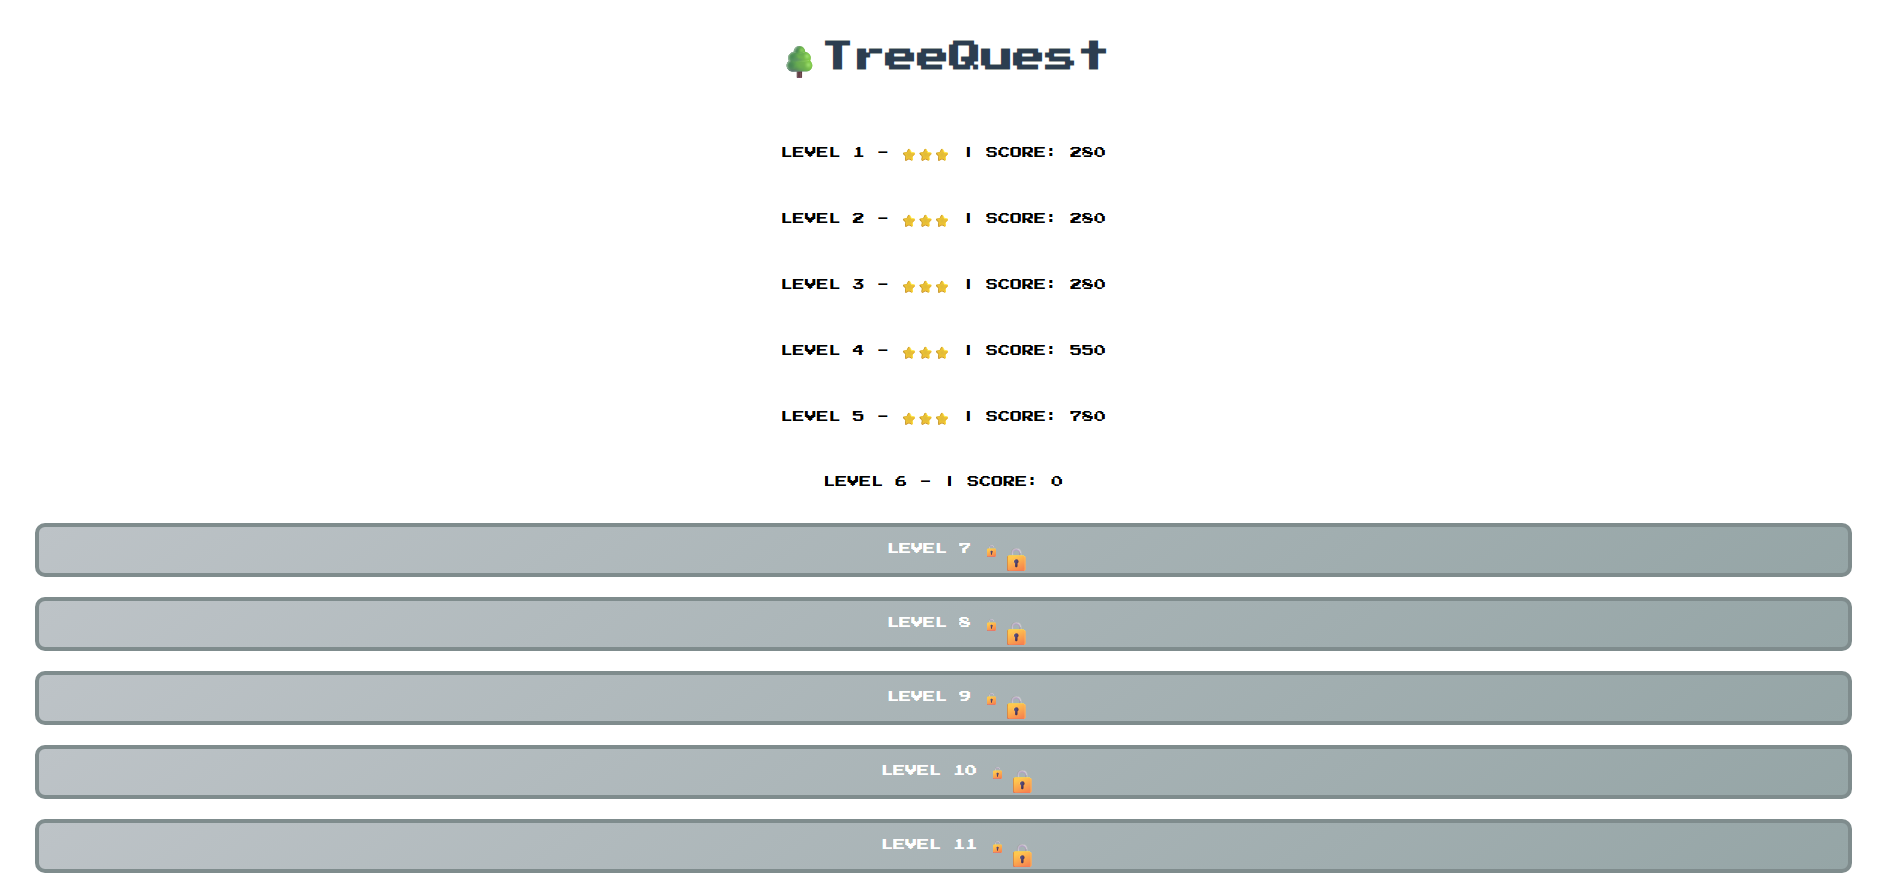 TreeQuest
LEVEL 1 - ⭐⭐⭐ | SCORE: 280
LEVEL 2 - ⭐⭐⭐ | SCORE: 280
LEVEL 3 - ⭐⭐⭐ | SCORE: 280
LEVEL 4 - ⭐⭐⭐ | SCORE: 550
LEVEL 5 - ⭐⭐⭐ | SCORE: 780
LEVEL 6 - | SCORE: 0
LEVEL 7
LEVEL 8
LEVEL 9
LEVEL 10
LEVEL 11